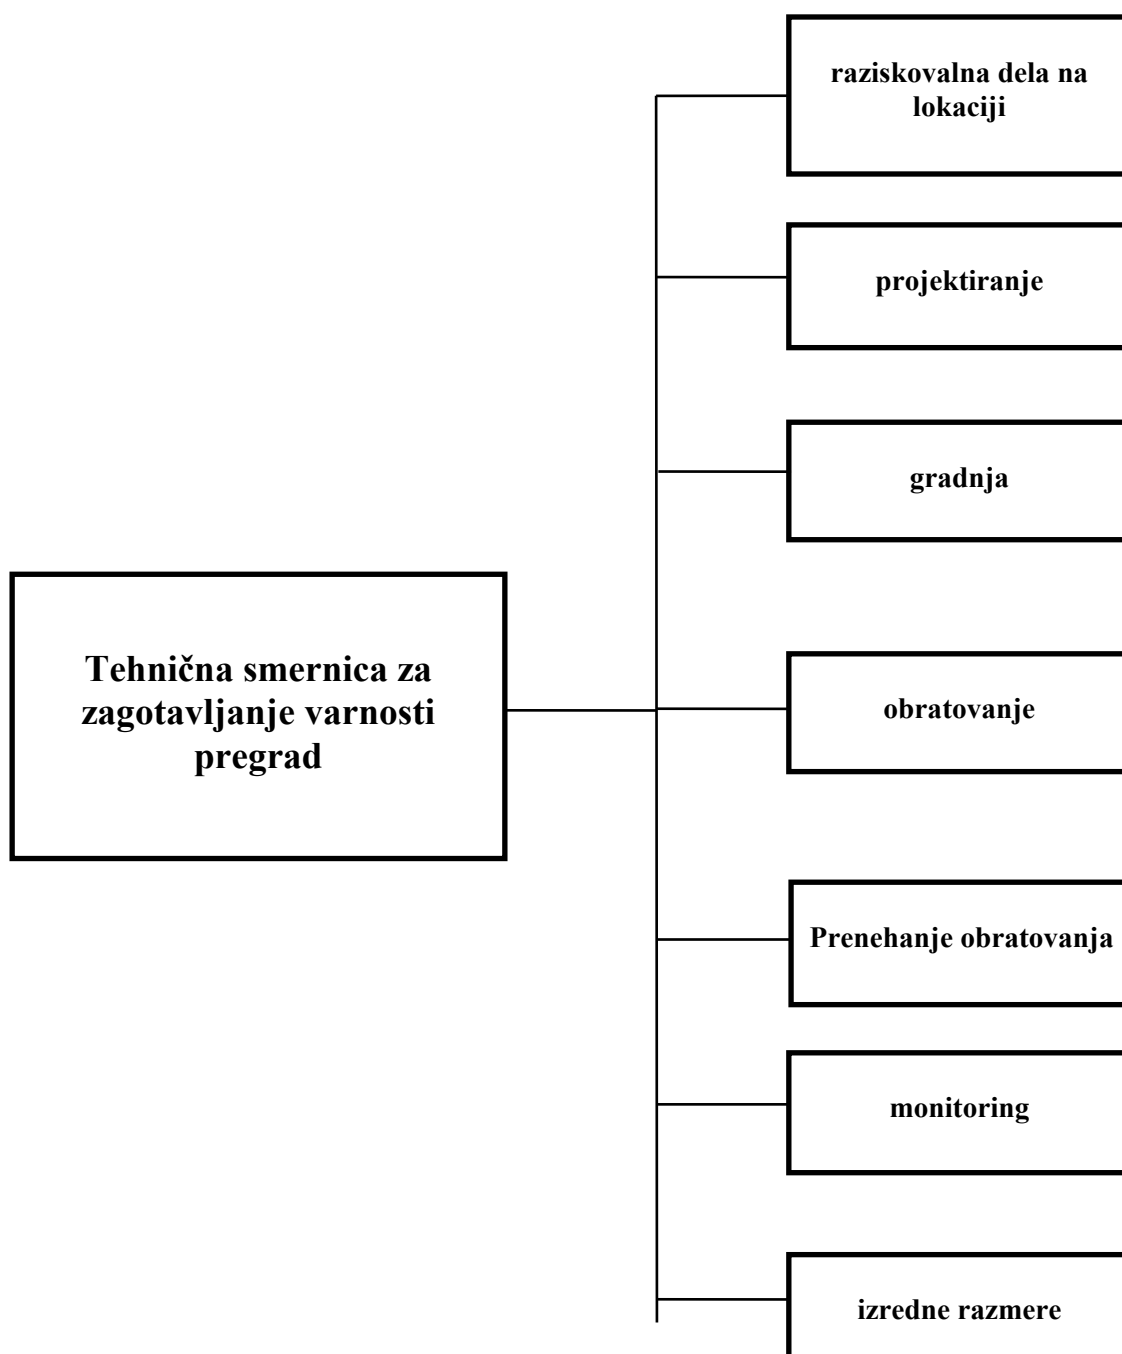 raziskovalna dela na
lokaciji
projektiranje
gradnja
Tehnična smernica za
zagotavljanje varnosti
pregrad
obratovanje
Prenehanje obratovanja
monitoring
izredne razmere